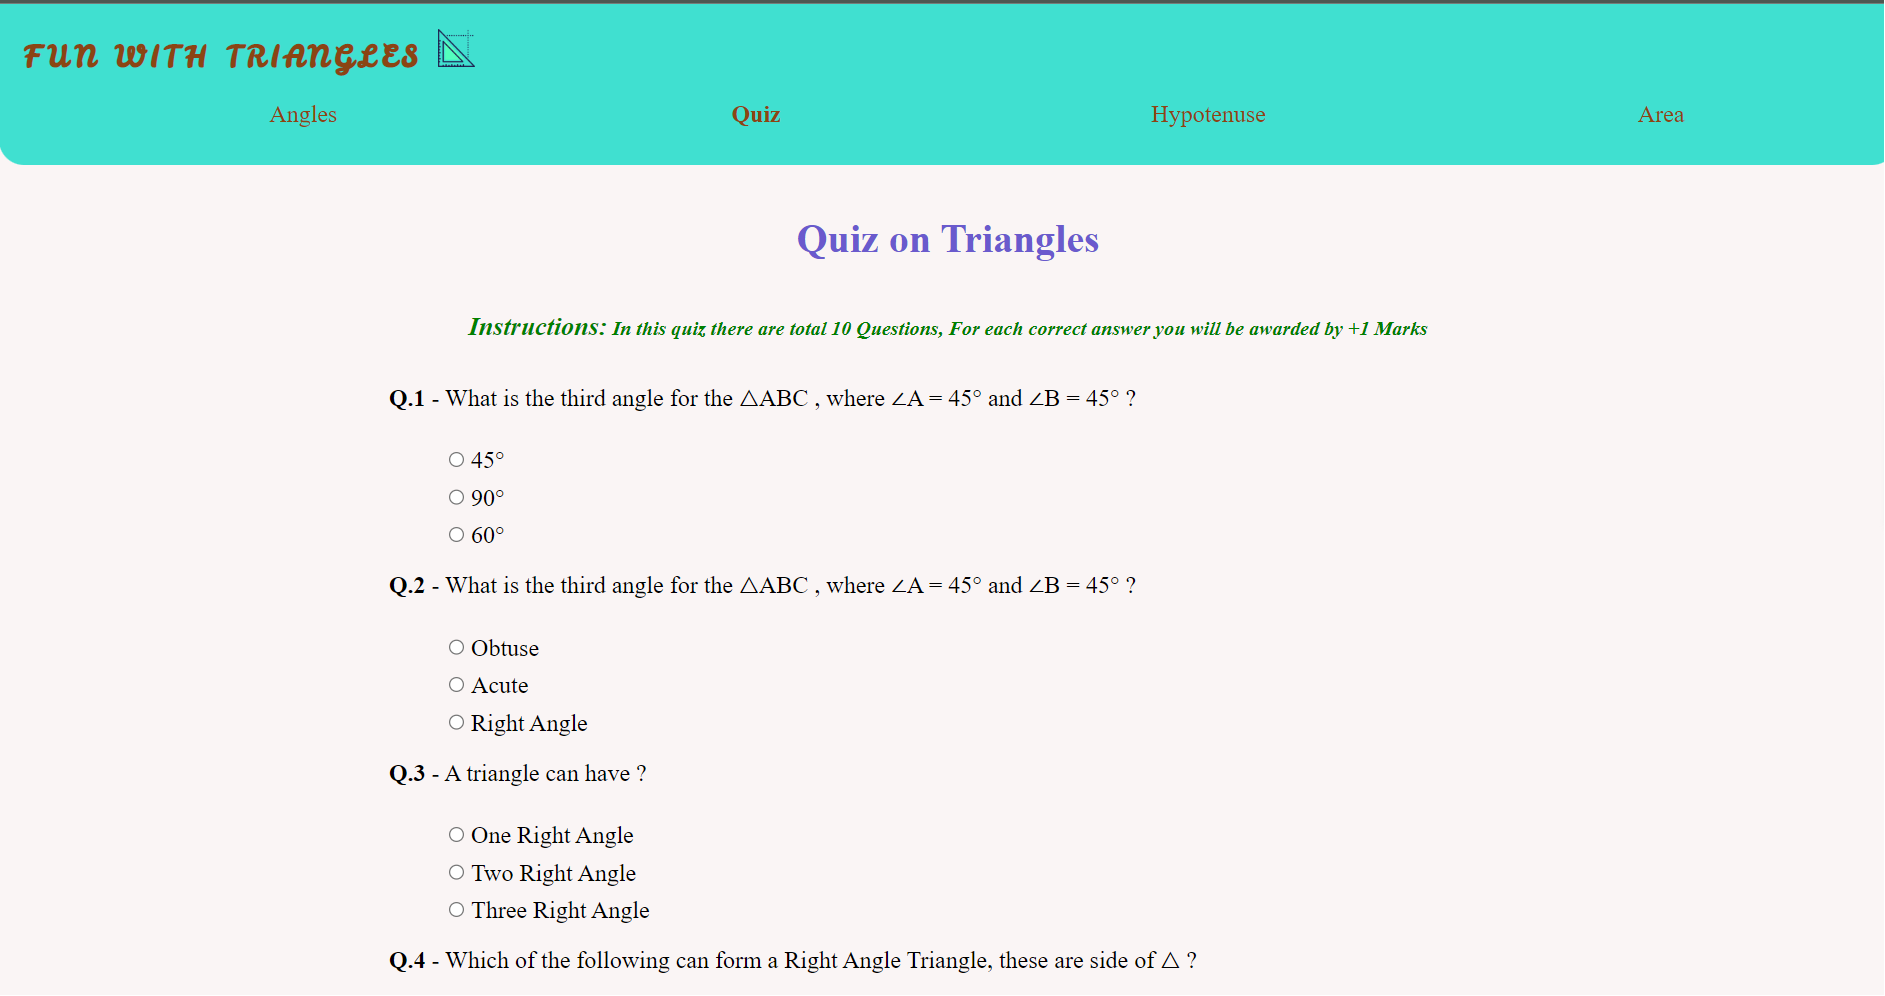 FUN WITH TRIANGLES
Angles Quiz Hypotenuse Area
Quiz on Triangles
Instructions: In this quiz there are total 10 Questions, For each correct answer you will be awarded by +1 Marks
Q.1 - What is the third angle for the △ABC , where ∠A = 45° and ∠B = 45° ?
45°
90°
60°
Q.2 - What is the third angle for the △ABC , where ∠A = 45° and ∠B = 45° ?
Obtuse
Acute
Right Angle
Q.3 - A triangle can have ?
One Right Angle
Two Right Angle
Three Right Angle
Q.4 - Which of the following can form a Right Angle Triangle, these are side of △ ?